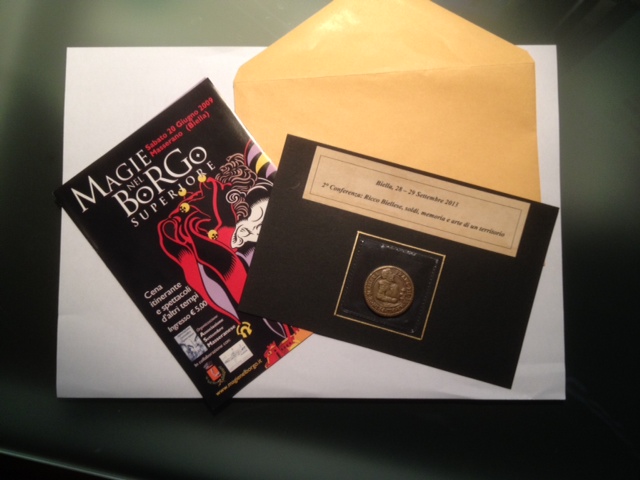 Sabato 20 Giugno 2009
Masserano (Biella)
MAGIE
NEL
BORGO
SUPERIORE
Cena
itinerante
e spettacoli
d'altri tempi
Ingresso € 5,00
www.magienelborgo.it
Biella, 28 - 29 Settembre 2013
2ª Conferenza: Ricco Biellese, soldi, memoria e arte di un territorio